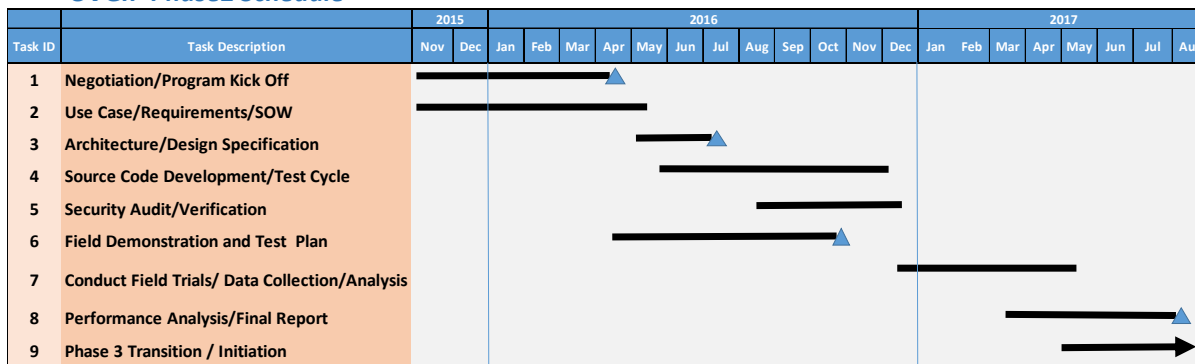 2015 2016 2017
Task ID Task Description Nov Dec Jan Feb Mar Apr May Jun Jul Aug Sep Oct Nov Dec Jan Feb Mar Apr May Jun Jul Au
1 Negotiation/Program Kick Off
2 Use Case/Requirements/SOW
3 Architecture/Design Specification
4 Source Code Development/Test Cycle
5 Security Audit/Verification
6 Field Demonstration and Test Plan
7 Conduct Field Trials/ Data Collection/Analysis
8 Performance Analysis/Final Report
9 Phase 3 Transition / Initiation